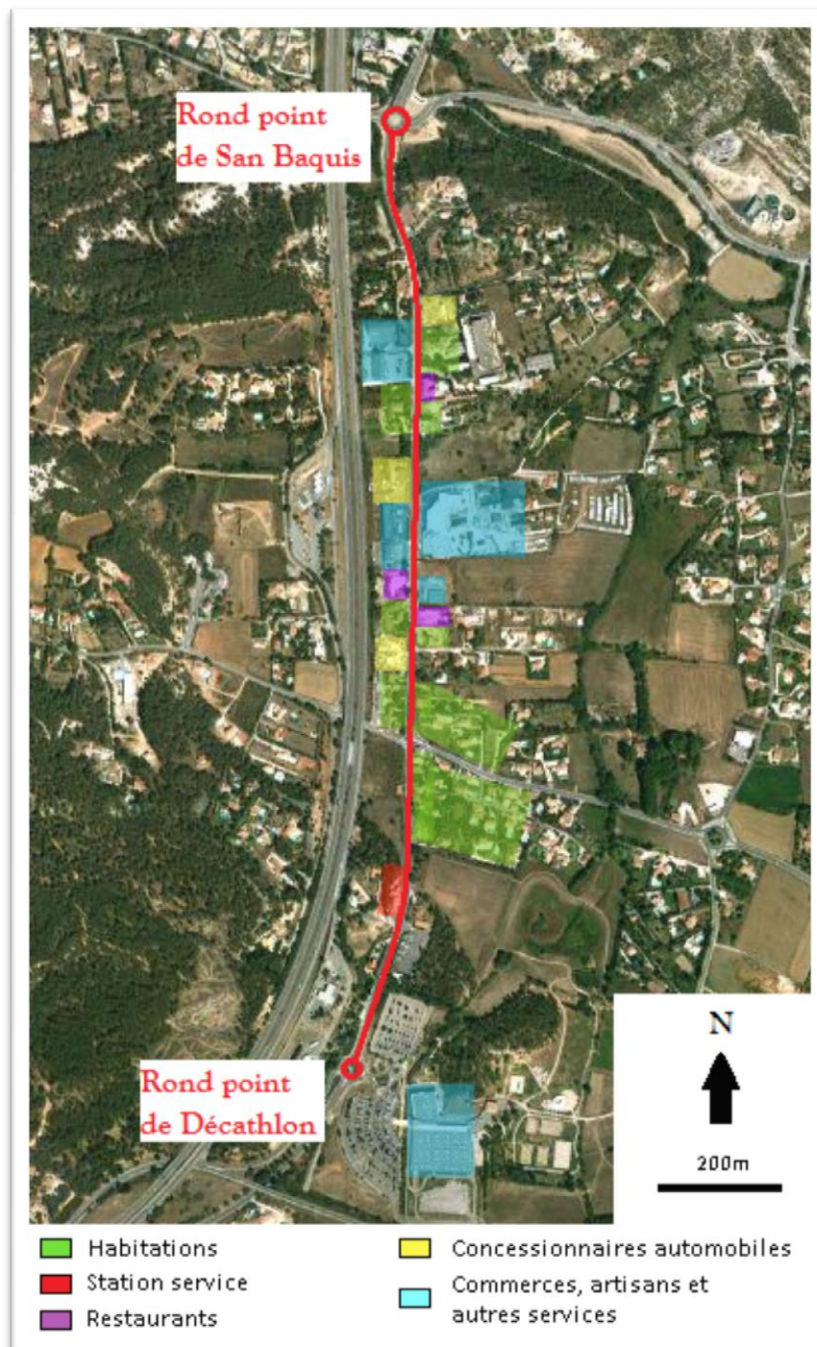 Rond point
de San Baquis
Rond point
de Décathlon
N
200m
Habitations
Station service
Restaurants
Concessionnaires automobiles
Commerces, artisans et
autres services